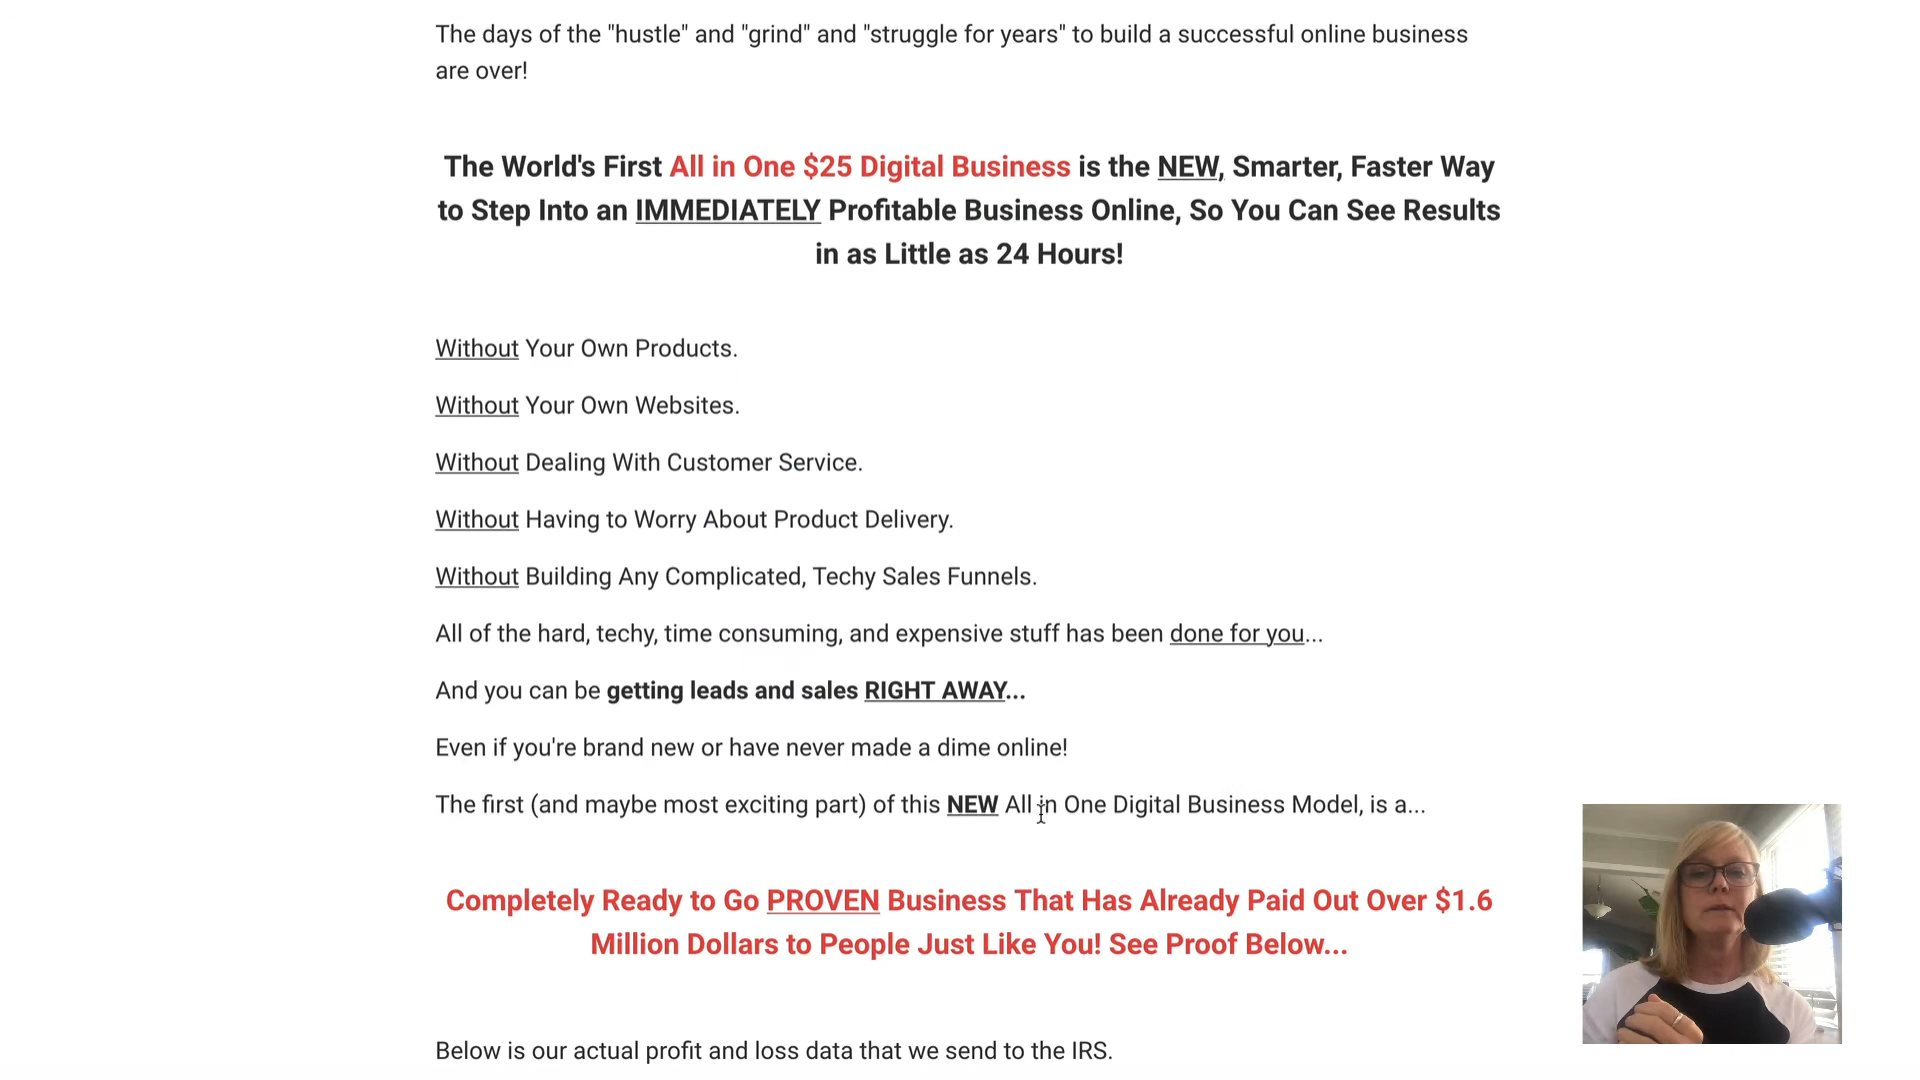 The days of the "hustle" and "grind" and "struggle for years" to build a successful online business
are over!
The World's First All in One $25 Digital Business is the NEW, Smarter, Faster Way
to Step Into an IMMEDIATELY Profitable Business Online, So You Can See Results
in as Little as 24 Hours!
Without Your Own Products.
Without Your Own Websites.
Without Dealing With Customer Service.
Without Having to Worry About Product Delivery.
Without Building Any Complicated, Techy Sales Funnels.
All of the hard, techy, time consuming, and expensive stuff has been done for you...
And you can be getting leads and sales RIGHT AWAY...
Even if you're brand new or have never made a dime online!
The first (and maybe most exciting part) of this NEW All in One Digital Business Model, is a...
Completely Ready to Go PROVEN Business That Has Already Paid Out Over $1.6
Million Dollars to People Just Like You! See Proof Below...
Below is our actual profit and loss data that we send to the IRS.